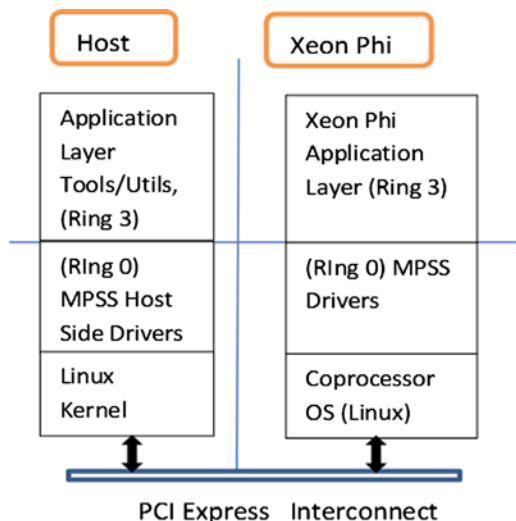 Host
Xeon Phi
Application
Layer
Tools/Utils,
(Ring 3)
Xeon Phi
Application
Layer (Ring 3)
(RIng 0)
MPSS Host
Side Drivers
(RIng 0) MPSS
Drivers
Linux
Kernel
Coprocessor
OS (Linux)
PCI Express Interconnect